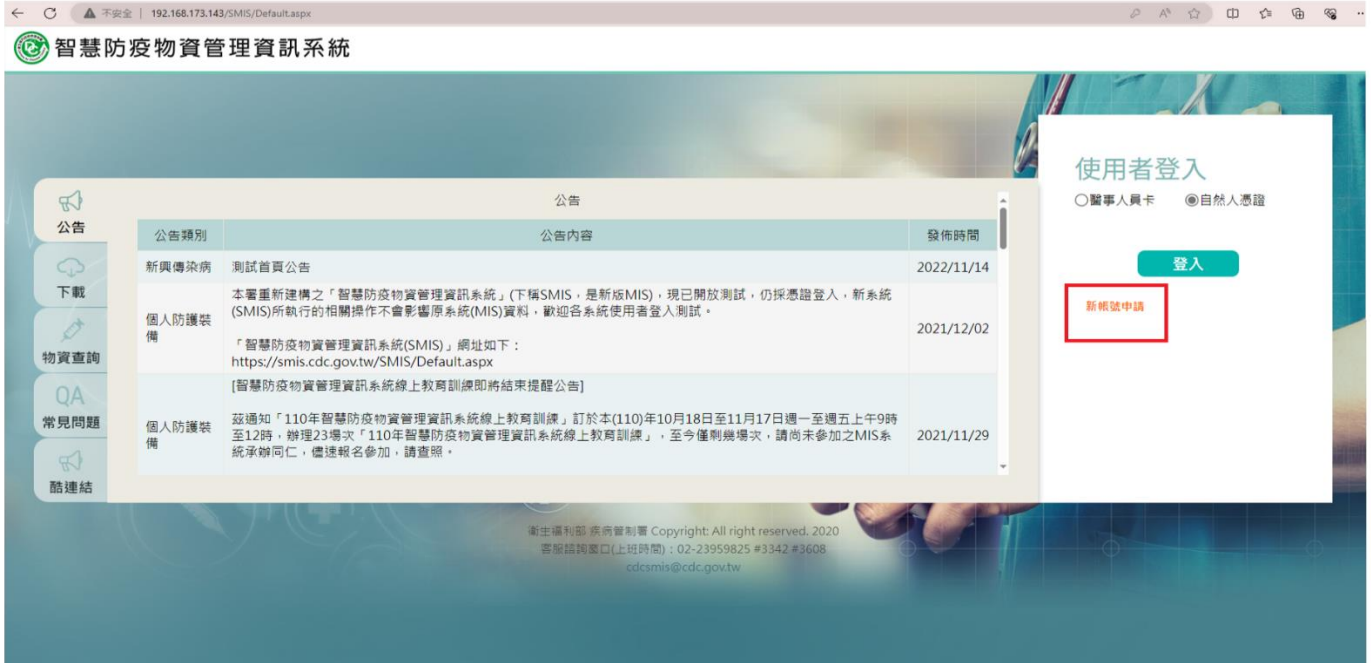 不安全 | 192.168.173.143/SMIS/Default.aspx
智慧防疫物資管理資訊系統
公告
下載
物資查詢
QA
常見問題
酷連結
公告
公告類別 公告內容 發佈時間
新興傳染病 測試首頁公告 2022/11/14
個人防護裝備
本署重新建構之「智慧防疫物資管理資訊系統」(下稱SMIS,是新版MIS),現已開放測試,仍採憑證登入,新系統
(SMIS)所執行的相關操作不會影響原系統(MIS)資料,歡迎各系統使用者登入測試。
「智慧防疫物資管理資訊系統(SMIS)」網址如下:
https://smis.cdc.gov.tw/SMIS/Default.aspx
2021/12/02
[智慧防疫物資管理資訊系統線上教育訓練即將結束提醒公告]
個人防護裝備
茲通知「110年智慧防疫物資管理資訊系統線上教育訓練」訂於本(110)年10月18日至11月17日週一至週五上午9時
至12時,辦理23場次「110年智慧防疫物資管理資訊系統線上教育訓練」,至今僅剩幾場次,請尚未參加之MIS系
統承辦同仁,儘速報名參加,請查照。
2021/11/29
使用者登入
醫事人員卡 自然人憑證
登入
新帳號申請
衛生福利部 疾病管制署 Copyright: All right reserved. 2020
客服諮詢窗口(上班時間):02-23959825 #3342 #3608
cdcsmis@cdc.gov.tw